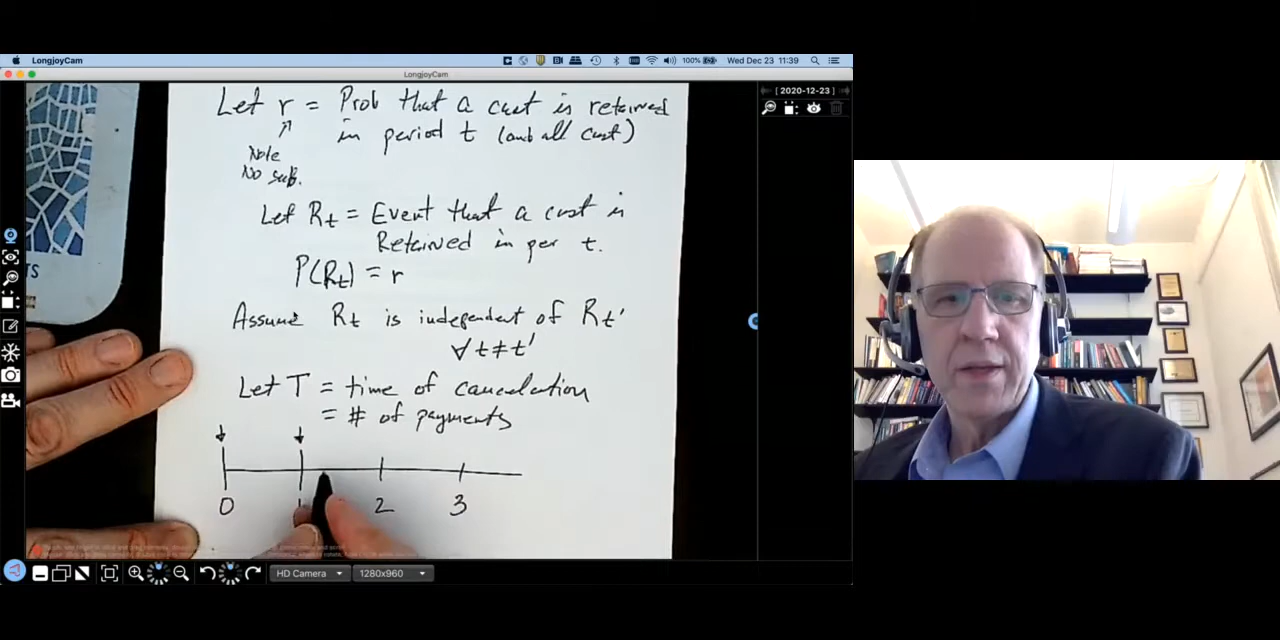 LongjoyCam
100%
Wed Dec 23 11:39
LongjoyCam
[ 2020-12-23 ]
Let r = Prob that a cust is retained
in period t (and all cust)
Note
No sub.
Let Rt = Event that a cust is
Retained in per t.
P(Rt) = r
Assume Rt is independent of Rt'
∀ t ≠ t'
Let T = time of cancelation
= # of payments
0 1 2 3
HD Camera
1280x960